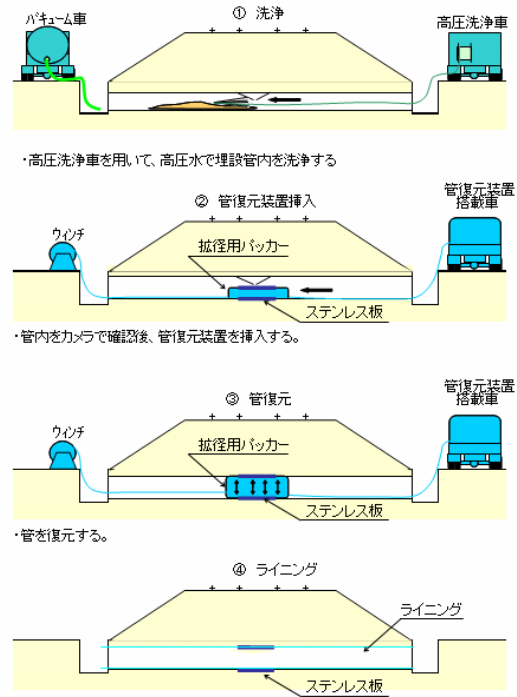 ① 洗浄
バキューム車
高圧洗浄車
・高圧洗浄車を用いて、高圧水で埋設管内を洗浄する
② 管復元装置挿入
管復元装置
搭載車
ウィンチ
拡径用パッカー
ステンレス板
・管内をカメラで確認後、管復元装置を挿入する。
③ 管復元
管復元装置
搭載車
ウィンチ
拡径用パッカー
ステンレス板
・管を復元する。
④ ライニング
ライニング
ステンレス板